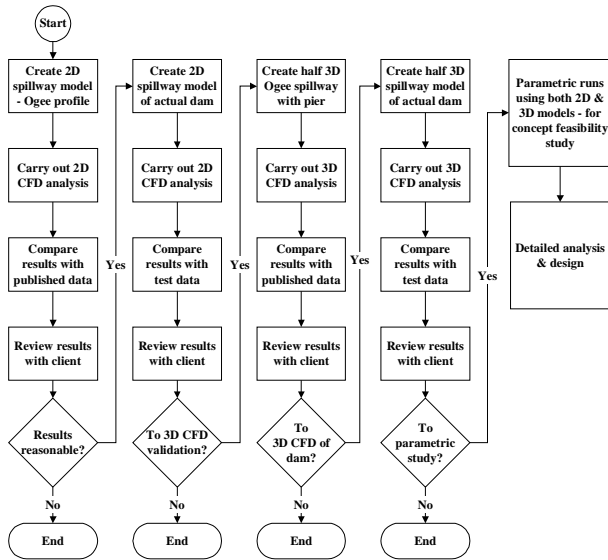 Start
Create 2D
spillway model
- Ogee profile
Carry out 2D
CFD analysis
Compare
results with
published data
Review results
with client
Results
reasonable?
No
End
Yes
Create 2D
spillway model
of actual dam
Carry out 2D
CFD analysis
Compare
results with
test data
Review results
with client
To 3D CFD
validation?
No
End
Yes
Create half 3D
Ogee spillway
with pier
Carry out 3D
CFD analysis
Compare
results with
published data
Review results
with client
To
3D CFD of
dam?
No
End
Yes
Create half 3D
spillway model
of actual dam
Carry out 3D
CFD analysis
Compare
results with
test data
Review results
with client
To
parametric
study?
No
End
Yes
Parametric runs
using both 2D &
3D models - for
concept feasibility
study
Detailed analysis
& design